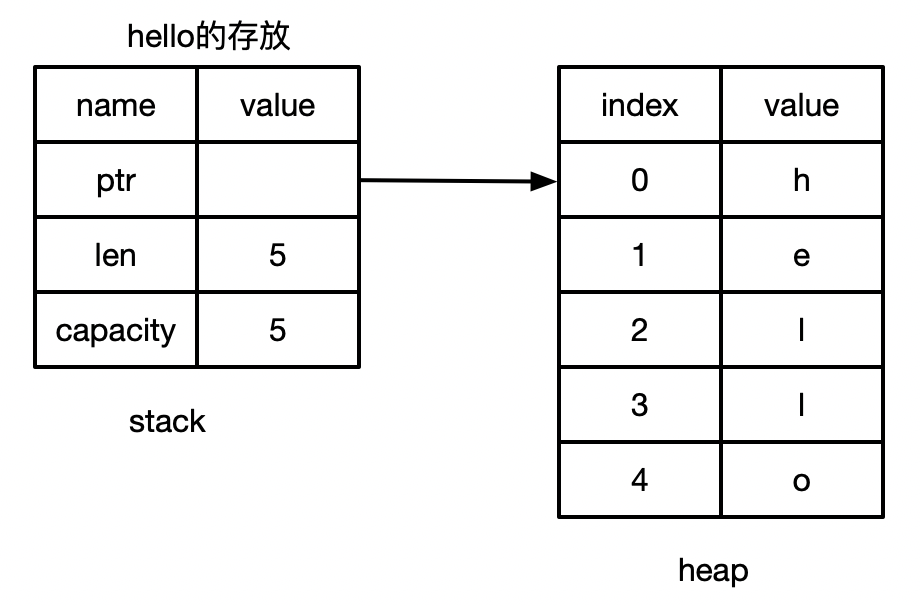 hello的存放
name value
ptr
len 5
capacity 5
stack
index value
0 h
1 e
2 l
3 l
4 o
heap